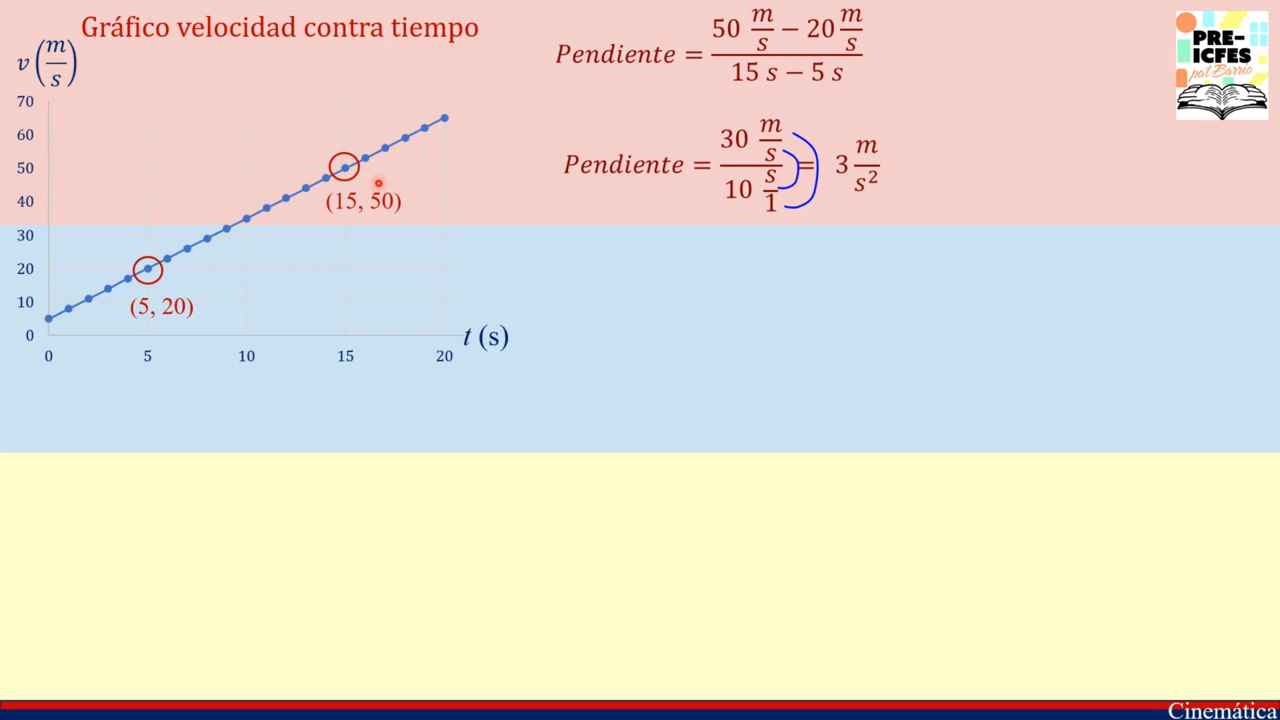 Gráfico velocidad contra tiempo
v (m/s)
70
60
50
40
30
20
10
0
(15, 50)
(5, 20)
0 5 10 15 20
t (s)
Pendiente = (50 m/s − 20 m/s) / (15 s − 5 s)
Pendiente = (30 m/s) / (10 s/1) = 3 m/s²
PRE-
ICFES
pal Barrio
Cinemática